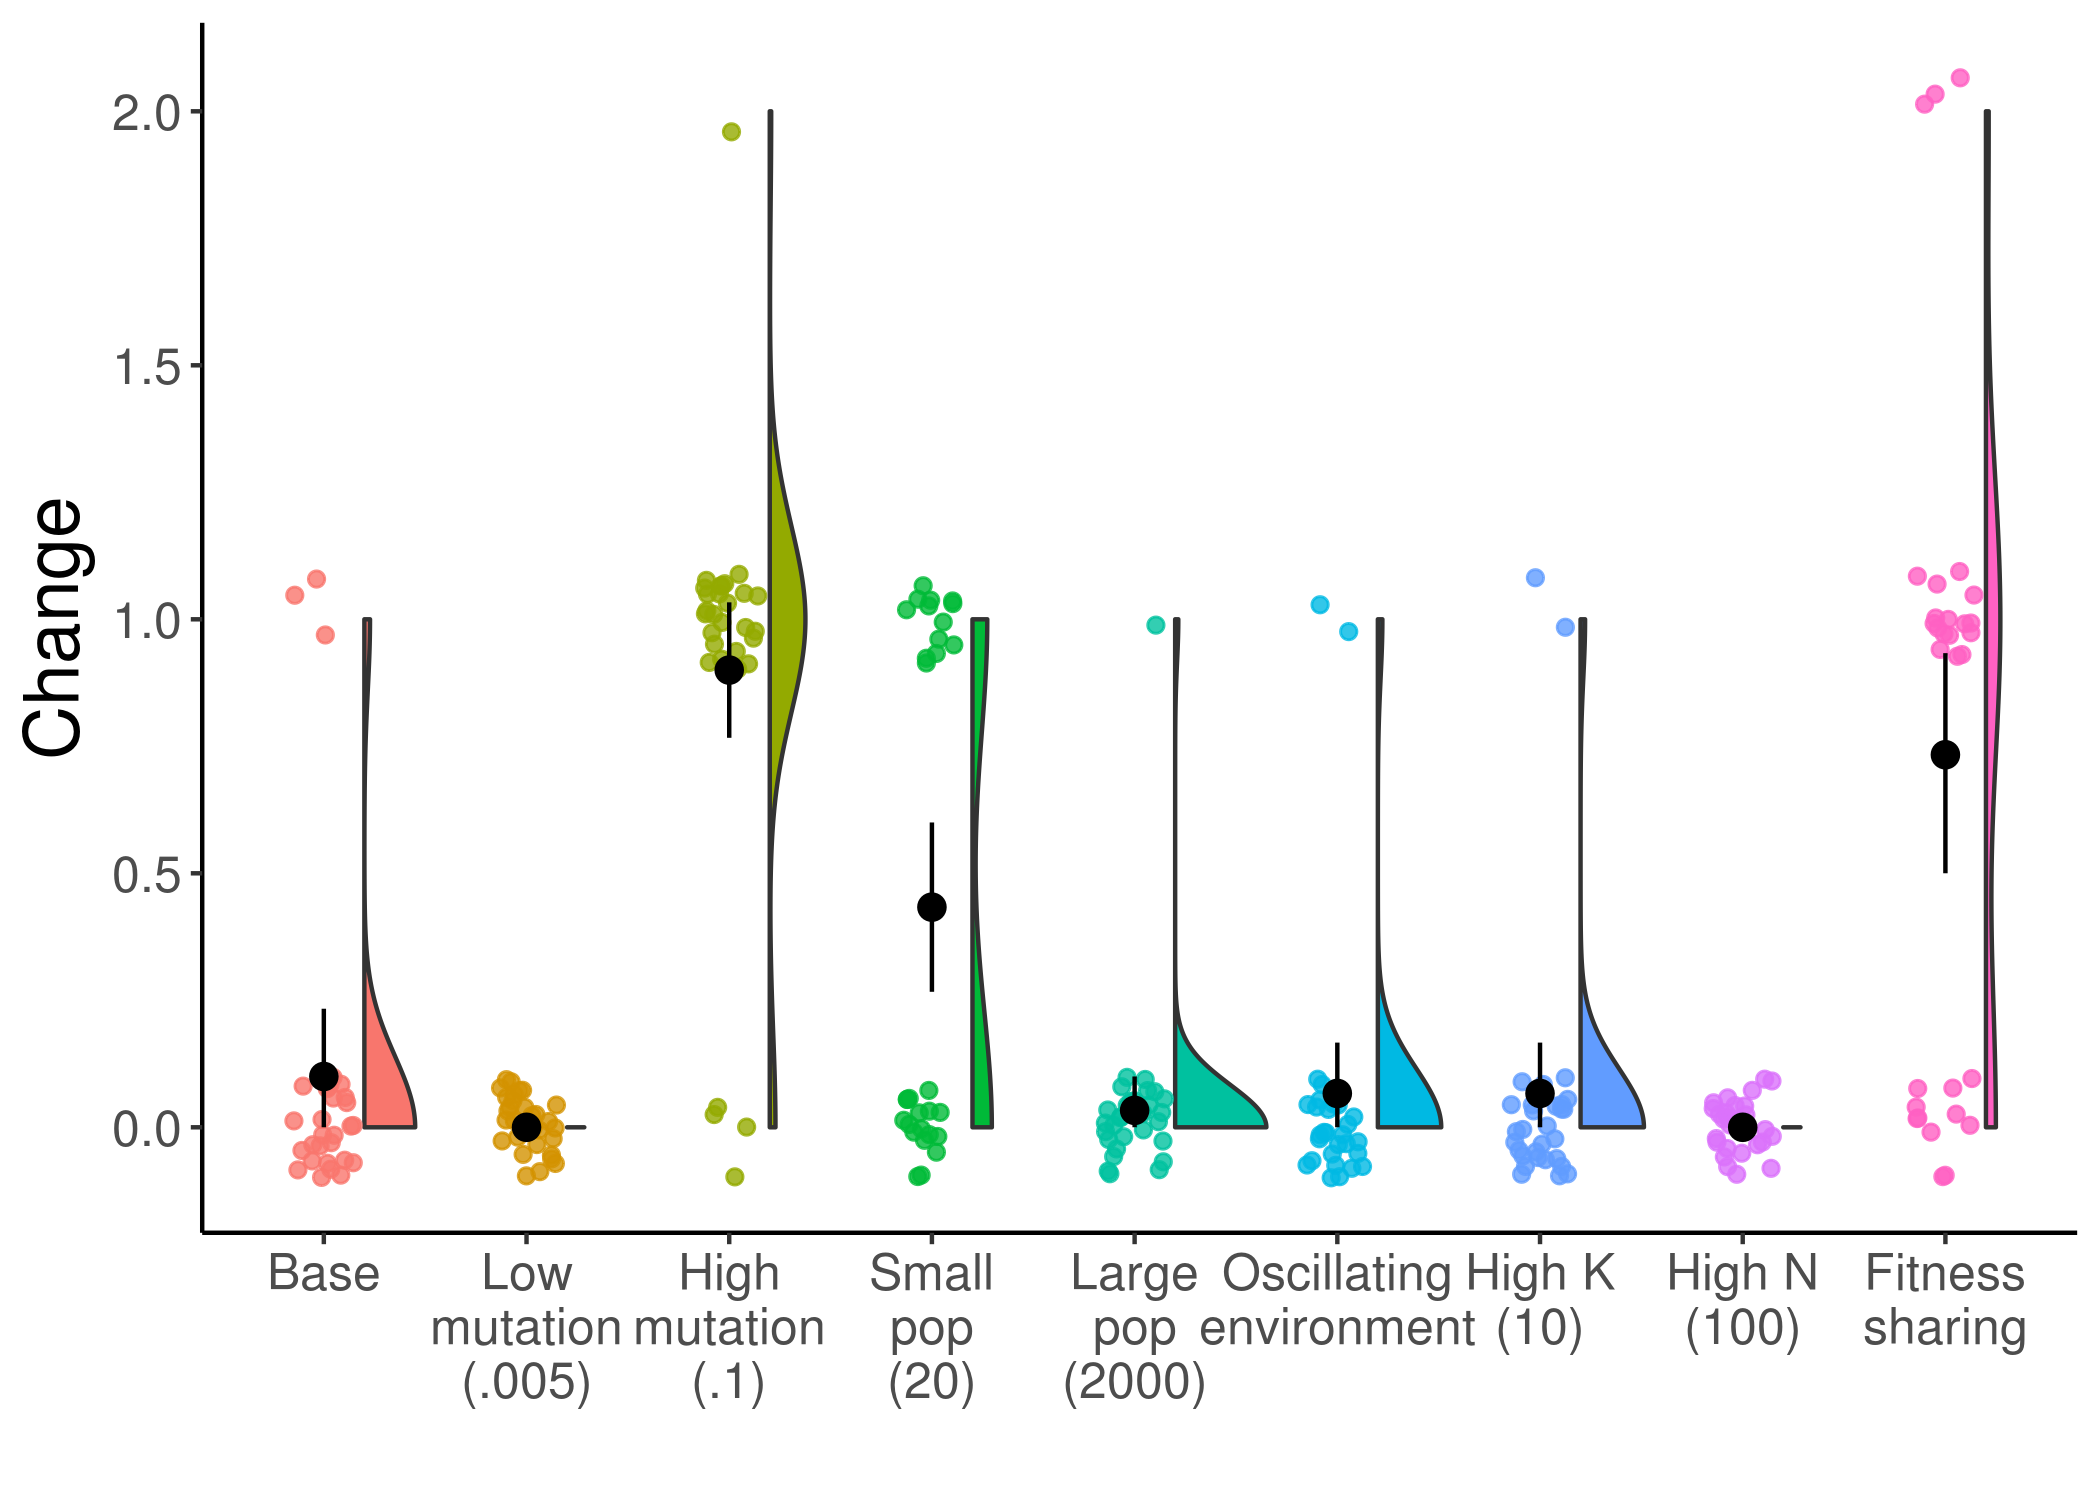 Change
2.0
1.5
1.0
0.5
0.0
Base
Low
mutation
(.005)
High
mutation
(.1)
Small
pop
(20)
Large
pop
(2000)
Oscillating
environment
High K
(10)
High N
(100)
Fitness
sharing